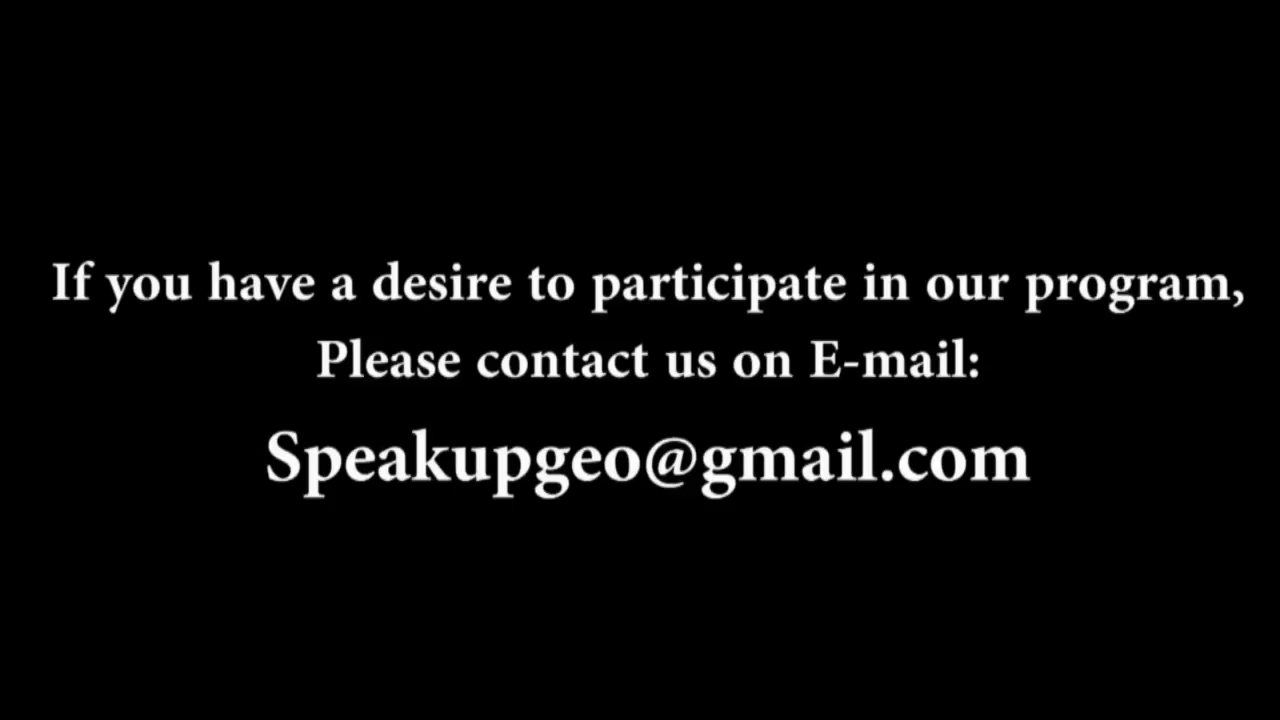 If you have a desire to participate in our program,
Please contact us on E-mail:
Speakupgeo@gmail.com